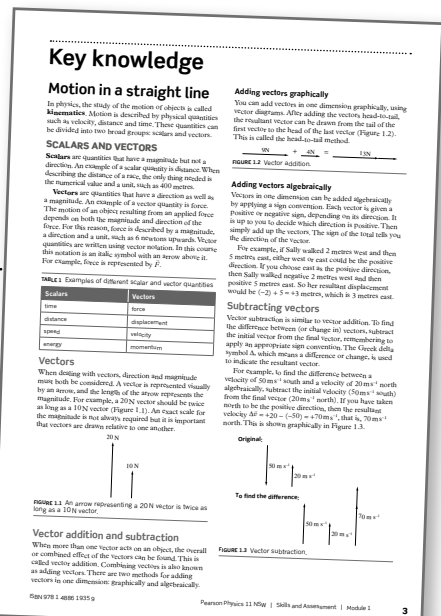 Key knowledge
Motion in a straight line
In physics, the study of the motion of objects is called
kinematics. Motion is described by physical quantities
such as velocity, distance and time. These quantities can
be divided into two broad groups: scalars and vectors.
SCALARS AND VECTORS
Scalars are quantities that have a magnitude but not a
direction. An example of a scalar quantity is distance. When
describing the distance of a race, the only thing needed is
the numerical value and a unit, such as 400 metres.
Vectors are quantities that have a direction as well as
a magnitude. An example of a vector quantity is force.
The motion of an object resulting from an applied force
depends on both the magnitude and direction of the
force. For this reason, force is described by a magnitude,
a direction and a unit, such as 6 newtons upwards. Vector
quantities are written using vector notation. In this course
this notation is an italic symbol with an arrow above it.
For example, force is represented by F⃗.
TABLE 1 Examples of different scalar and vector quantities
Scalars Vectors
time force
distance displacement
speed velocity
energy momentum
Vectors
When dealing with vectors, direction and magnitude
must both be considered. A vector is represented visually
by an arrow, and the length of the arrow represents the
magnitude. For example, a 20 N vector should be twice
as long as a 10 N vector (Figure 1.1). An exact scale for
the magnitude is not always required but it is important
that vectors are drawn relative to one another.
20 N
10 N
FIGURE 1.1 An arrow representing a 20 N vector is twice as
long as a 10 N vector.
Vector addition and subtraction
When more than one vector acts on an object, the overall
or combined effect of the vectors can be found. This is
called vector addition. Combining vectors is also known
as adding vectors. There are two methods for adding
vectors in one dimension: graphically and algebraically.
Adding vectors graphically
You can add vectors in one dimension graphically, using
vector diagrams. After adding the vectors head-to-tail,
the resultant vector can be drawn from the tail of the
first vector to the head of the last vector (Figure 1.2).
This is called the head-to-tail method.
9N + 4N = 13N
FIGURE 1.2 Vector addition.
Adding vectors algebraically
Vectors in one dimension can be added algebraically
by applying a sign convention. Each vector is given a
positive or negative sign, depending on its direction. It
is up to you to decide which direction is positive. Then
simply add up the vectors. The sign of the total tells you
the direction of the vector.
For example, if Sally walked 2 metres west and then
5 metres east, either west or east could be the positive
direction. If you choose east as the positive direction,
then Sally walked negative 2 metres west and then
positive 5 metres east. So her resultant displacement
would be (−2) + 5 = +3 metres, which is 3 metres east.
Subtracting vectors
Vector subtraction is similar to vector addition. To find
the difference between (or change in) vectors, subtract
the initial vector from the final vector, remembering to
apply an appropriate sign convention. The Greek delta
symbol Δ, which means a difference or change, is used
to indicate the resultant vector.
For example, to find the difference between a
velocity of 50 m s⁻¹ south and a velocity of 20 m s⁻¹ north
algebraically, subtract the initial velocity (50 m s⁻¹ south)
from the final vector (20 m s⁻¹ north). If you have taken
north to be the positive direction, then the resultant
velocity Δv⃗ = +20 − (−50) = +70 m s⁻¹, that is, 70 m s⁻¹
north. This is shown graphically in Figure 1.3.
Original:
50 m s⁻¹
20 m s⁻¹
To find the difference:
50 m s⁻¹
20 m s⁻¹
70 m s⁻¹
FIGURE 1.3 Vector subtraction.
ISBN 978 1 4886 1935 9
Pearson Physics 11 NSW | Skills and Assessment | Module 1
3